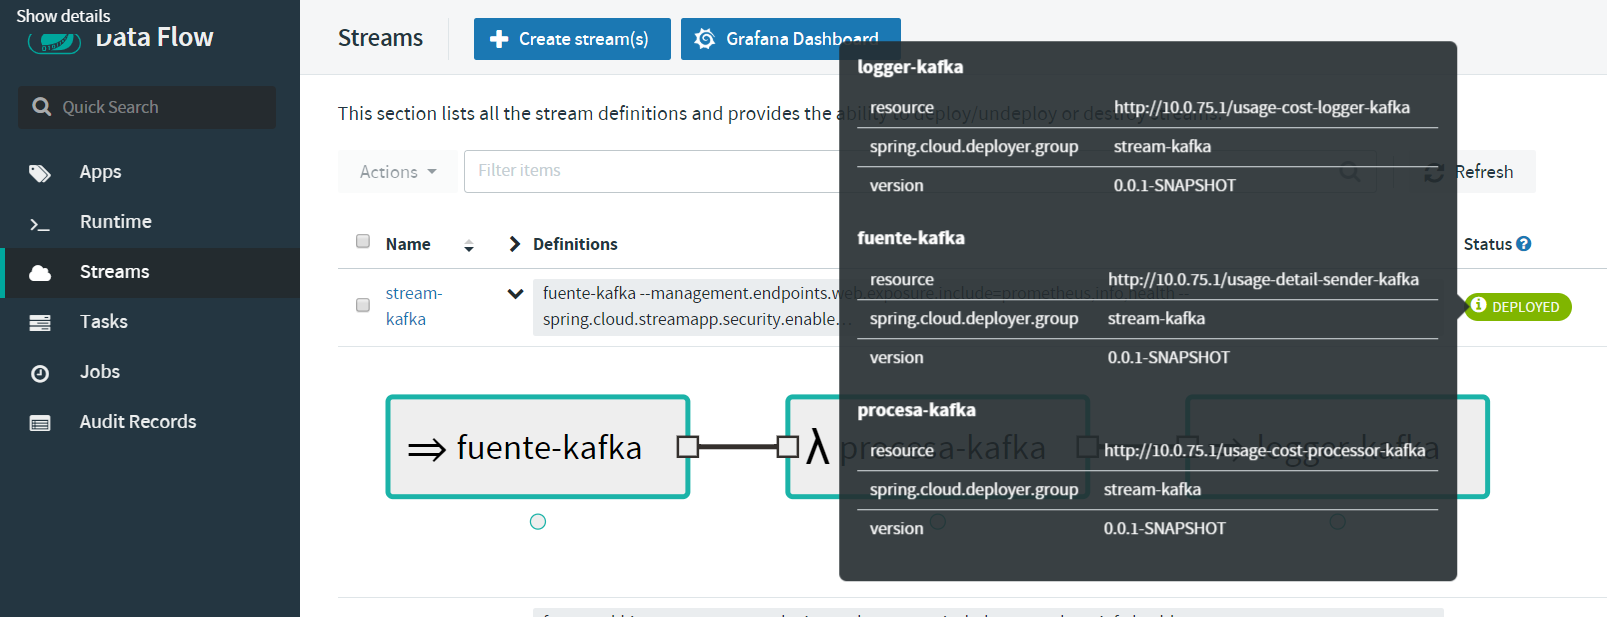 Show details
Data Flow
Quick Search
Apps
Runtime
Streams
Tasks
Jobs
Audit Records
Streams
Create stream(s)
Grafana Dashboard
This section lists all the stream definitions and provides the ability to deploy/undeploy or destroy streams.
Actions
Filter items
Refresh
Name
Definitions
Status
stream-
kafka
fuente-kafka --management.endpoints.web.exposure.include=prometheus,info,health --
spring.cloud.streamapp.security.enable...
DEPLOYED
fuente-kafka
λ procesa-kafka
logger-kafka
logger-kafka
resource http://10.0.75.1/usage-cost-logger-kafka
spring.cloud.deployer.group stream-kafka
version 0.0.1-SNAPSHOT
fuente-kafka
resource http://10.0.75.1/usage-detail-sender-kafka
spring.cloud.deployer.group stream-kafka
version 0.0.1-SNAPSHOT
procesa-kafka
resource http://10.0.75.1/usage-cost-processor-kafka
spring.cloud.deployer.group stream-kafka
version 0.0.1-SNAPSHOT